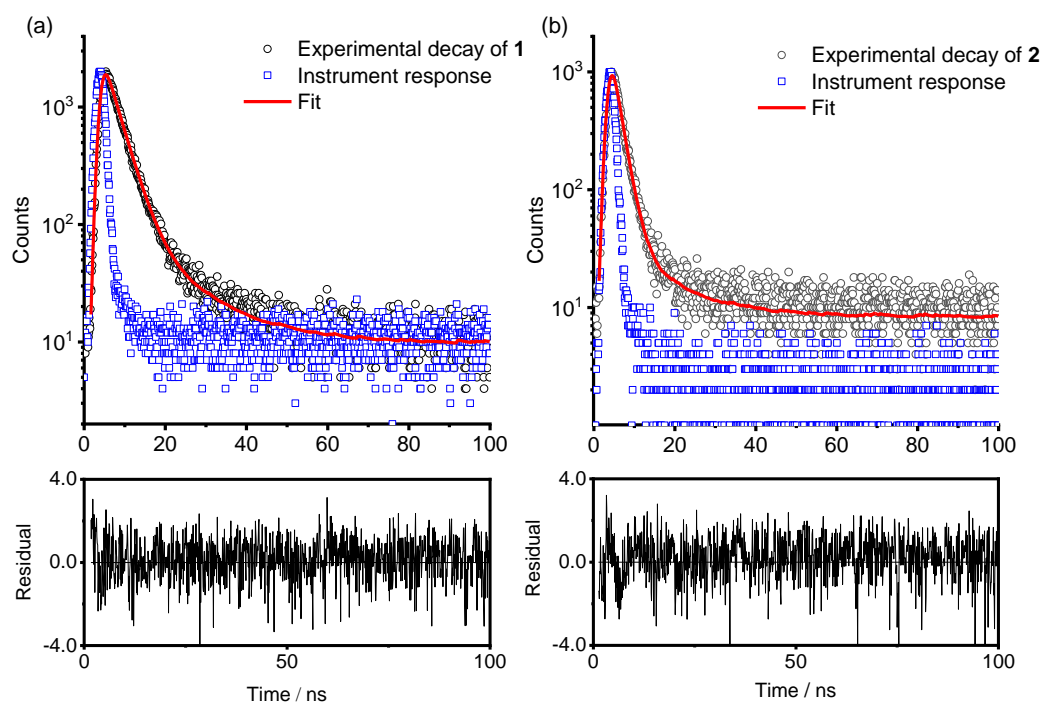 (a)
Experimental decay of 1
Instrument response
Fit
Counts
10³
10²
10¹
0 20 40 60 80 100
4.0
0.0
-4.0
Residual
0 50 100
Time / ns
(b)
Experimental decay of 2
Instrument response
Fit
Counts
10³
10²
10¹
0 20 40 60 80 100
4.0
0.0
-4.0
Residual
0 50 100
Time / ns